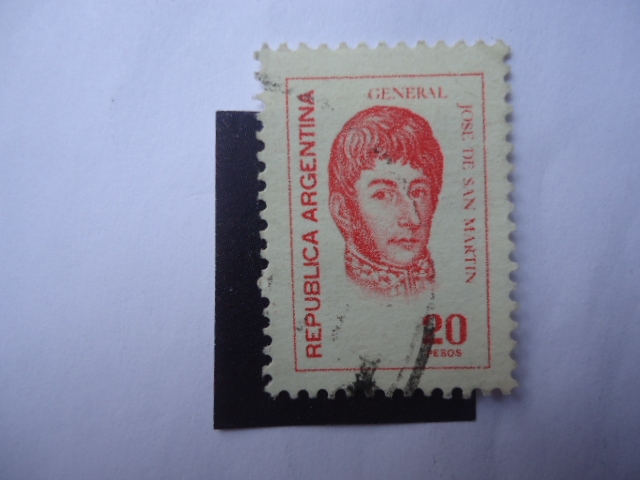 REPUBLICA ARGENTINA
GENERAL
JOSE DE SAN MARTIN
20
PESOS